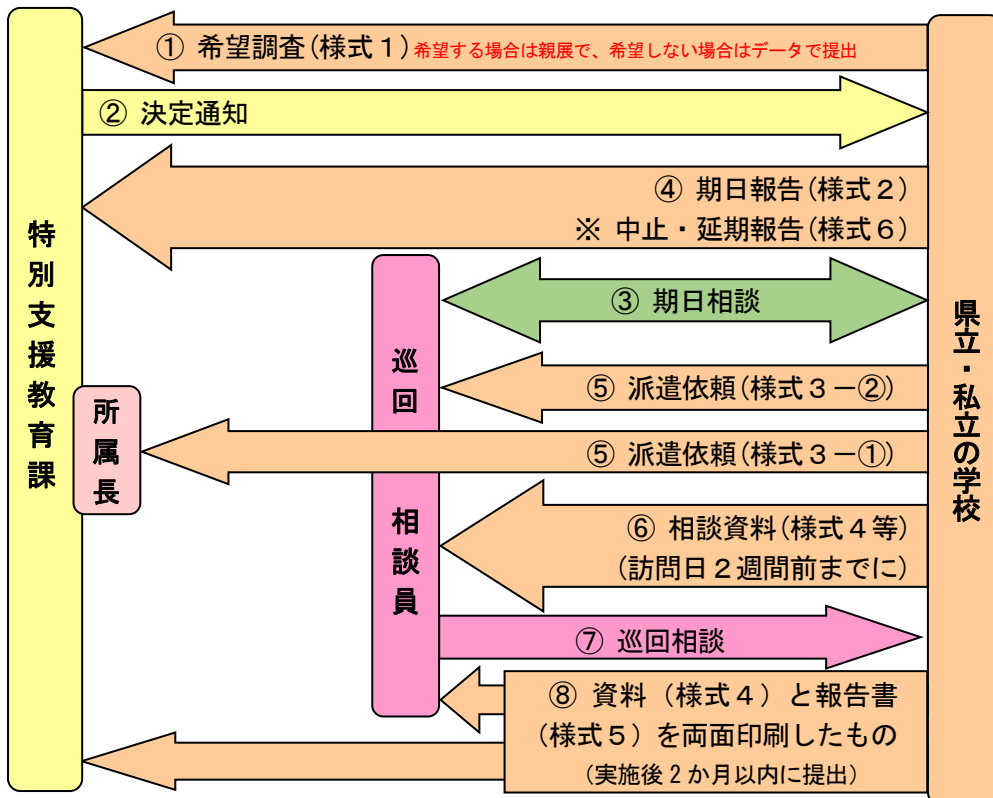 ① 希望調査(様式１)希望する場合は親展で、希望しない場合はデータで提出
② 決定通知
④ 期日報告(様式２)
※ 中止・延期報告(様式６)
特別支援教育課
県立・私立の学校
巡回相談員
③ 期日相談
⑤ 派遣依頼(様式３－②)
所属長
⑤ 派遣依頼(様式３－①)
⑥ 相談資料(様式４等)
(訪問日２週間前までに)
⑦ 巡回相談
⑧ 資料（様式４）と報告書
（様式５）を両面印刷したもの
(実施後２か月以内に提出)